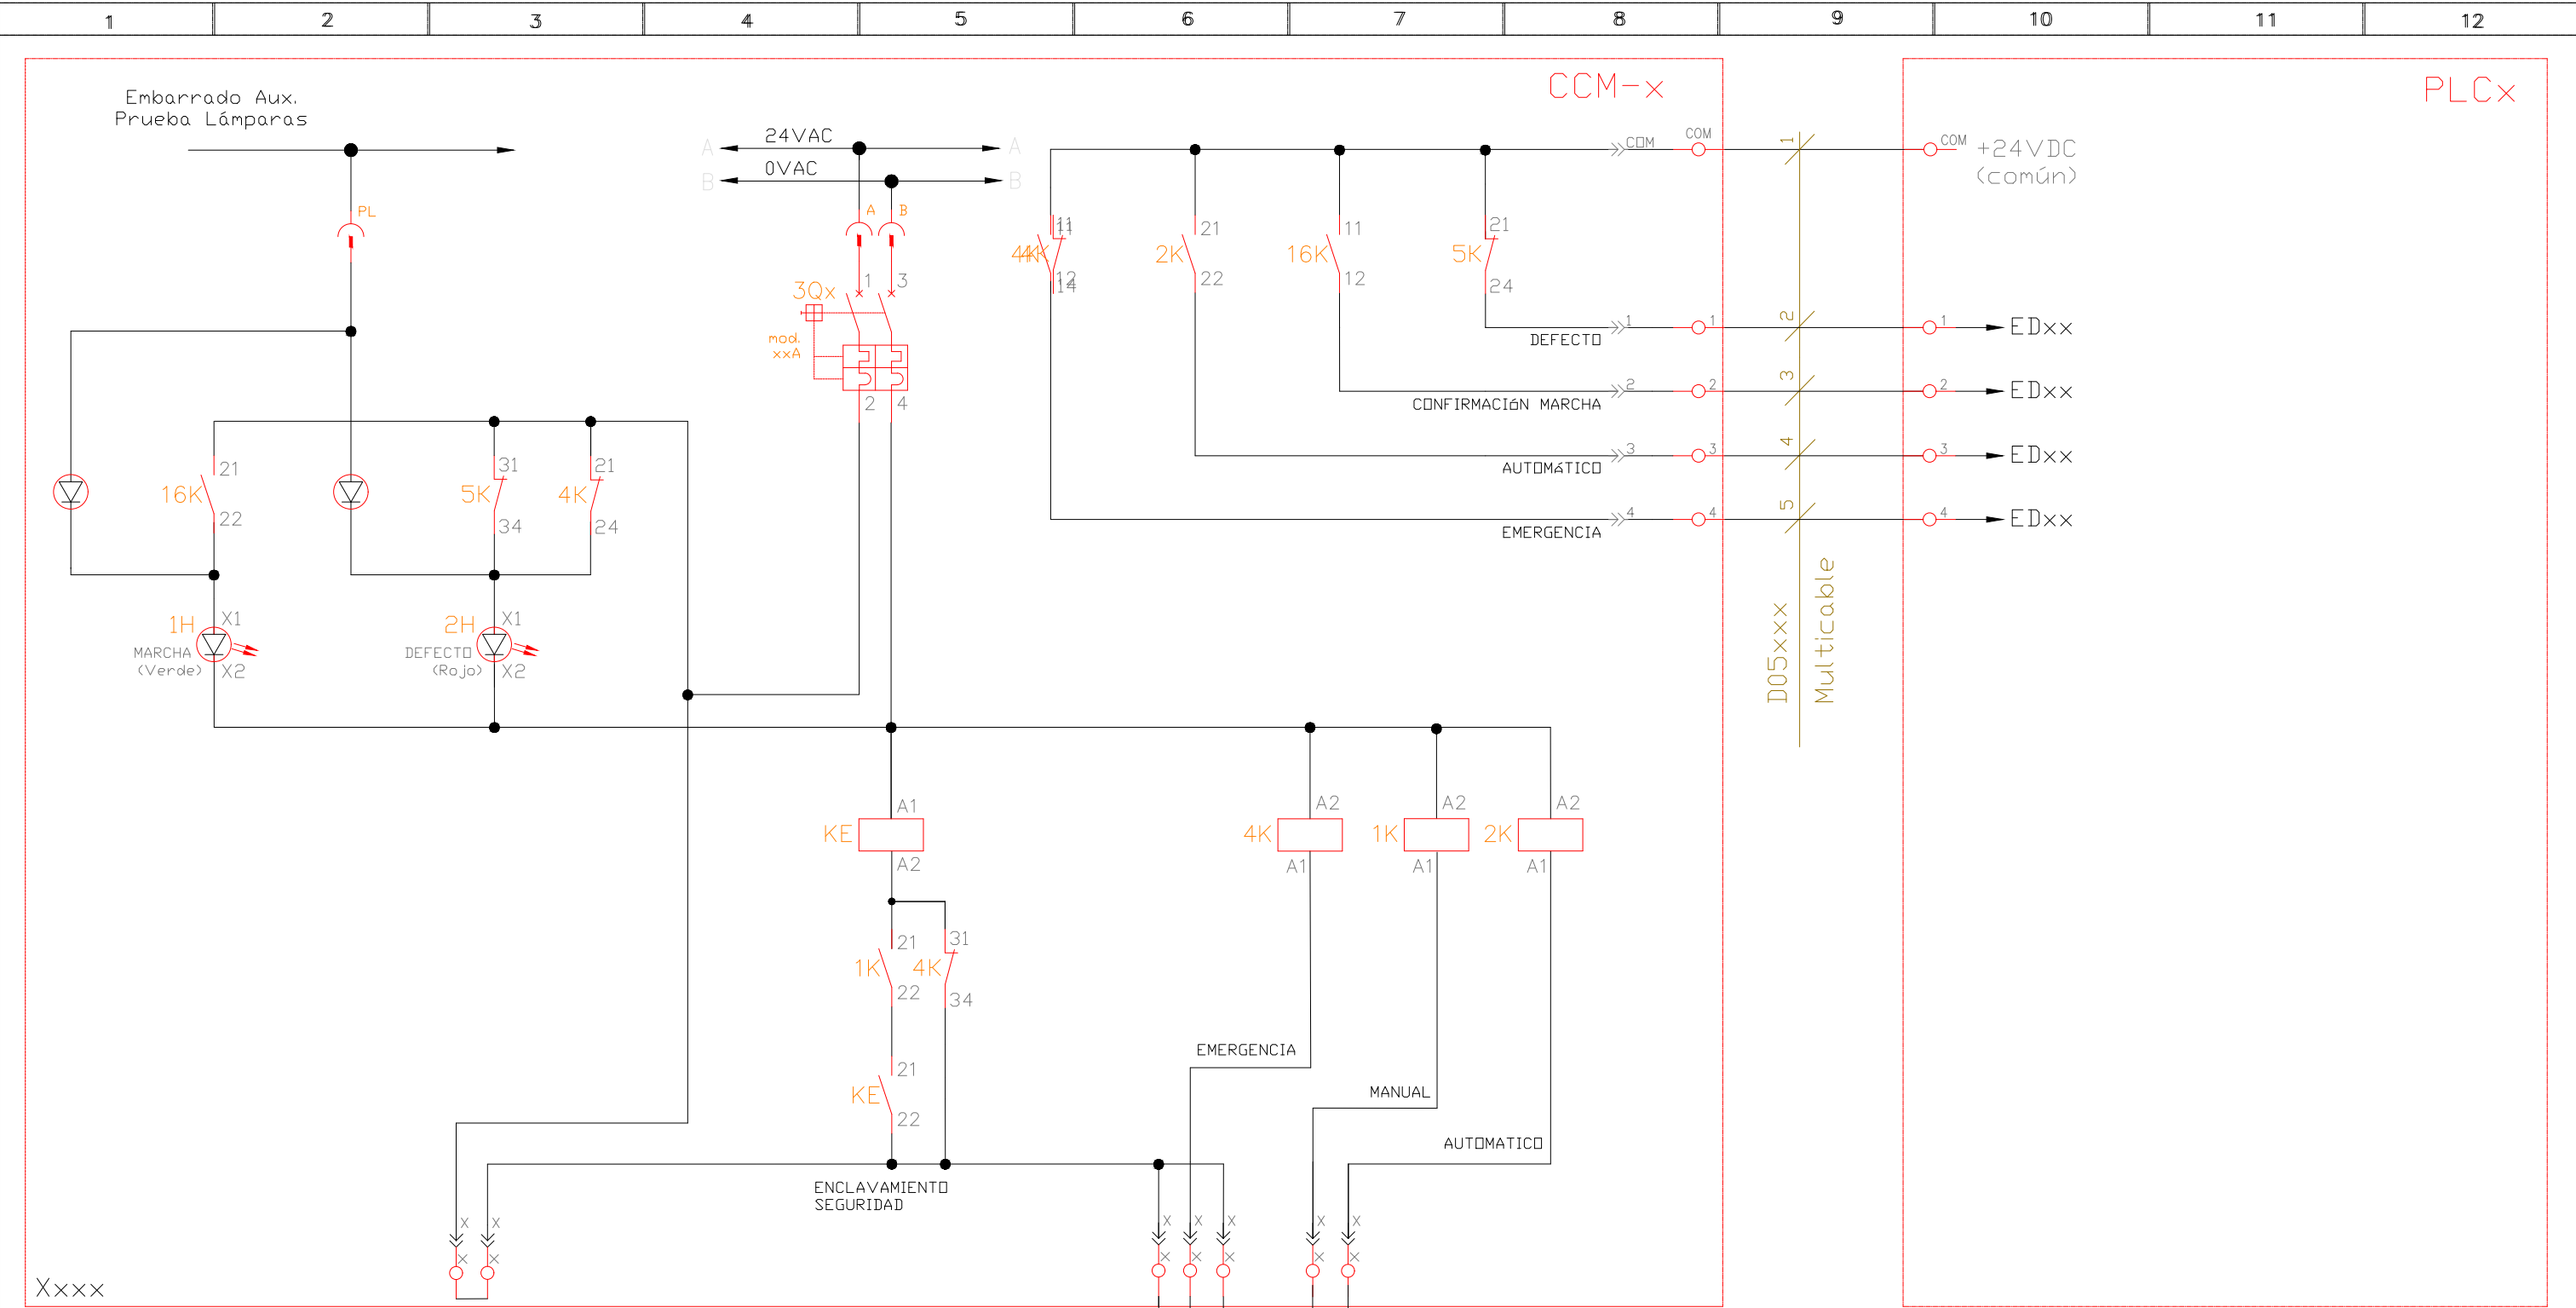 1 2 3 4 5 6 7 8 9 10 11 12
CCM-x
PLCx
Embarrado Aux.
Prueba Lámparas
A 24VAC A
B 0VAC B
COM COM 1 COM +24VDC
(común)
PL
A B
11 21 11 21
4K 4K 2K 16K 5K
12 14 22 12 24
1 3
3Qx
mod.
xxA
2 4
1 1 2 1 EDxx
DEFECTO
2 2 3 2 EDxx
CONFIRMACIóN MARCHA
3 3 4 3 EDxx
AUTOMáTICO
4 4 5 4 EDxx
EMERGENCIA
21 31 21
16K 5K 4K
22 34 24
D05xxx
Multicable
1H X1
MARCHA
(Verde) X2
2H X1
DEFECTO
(Rojo) X2
A1 A2 A2 A2
KE 4K 1K 2K
A2 A1 A1 A1
21 31
1K 4K
22 34
EMERGENCIA
21
KE
22
MANUAL
AUTOMATICO
ENCLAVAMIENTO
SEGURIDAD
X X X X X X X
X X X X X X X
Xxxx